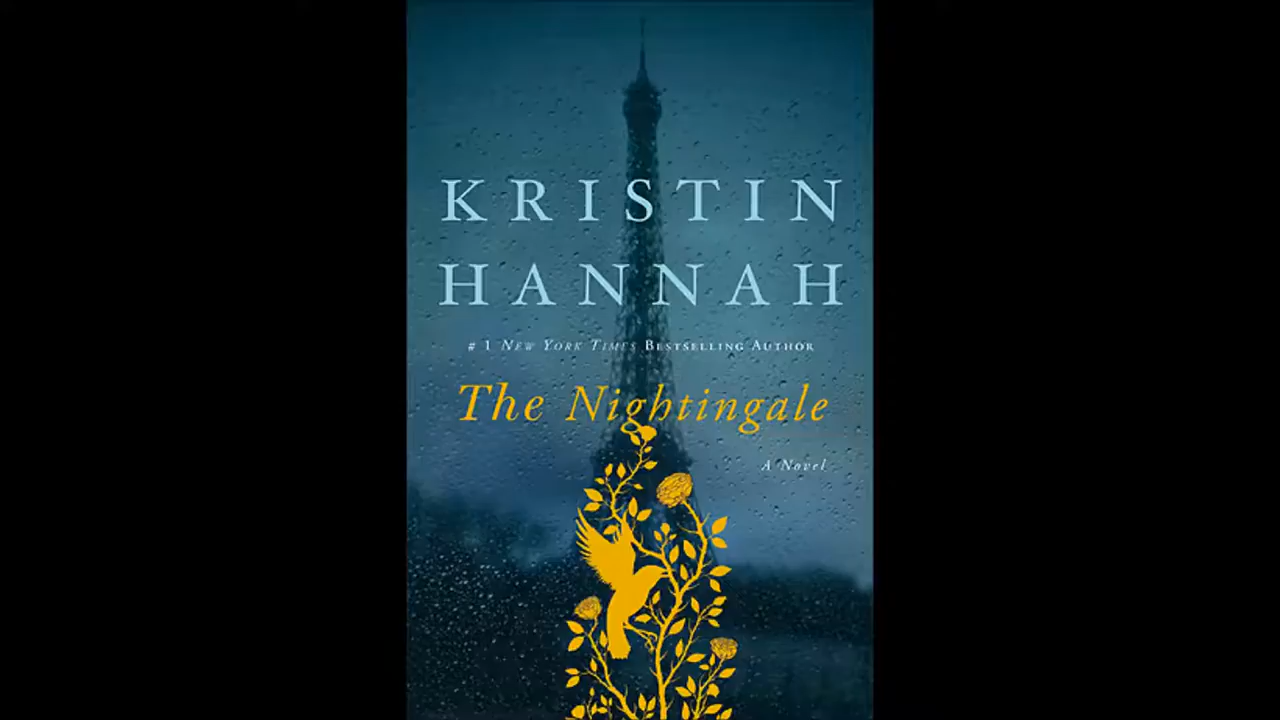 KRISTIN
HANNAH
#1 NEW YORK TIMES BESTSELLING AUTHOR
The Nightingale
A Novel